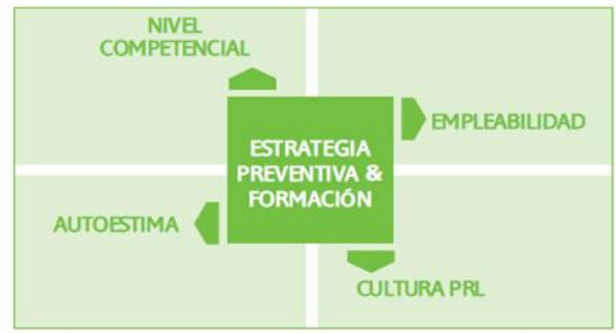 NIVEL
COMPETENCIAL
EMPLEABILIDAD
ESTRATEGIA
PREVENTIVA &
FORMACIÓN
AUTOESTIMA
CULTURA PRL